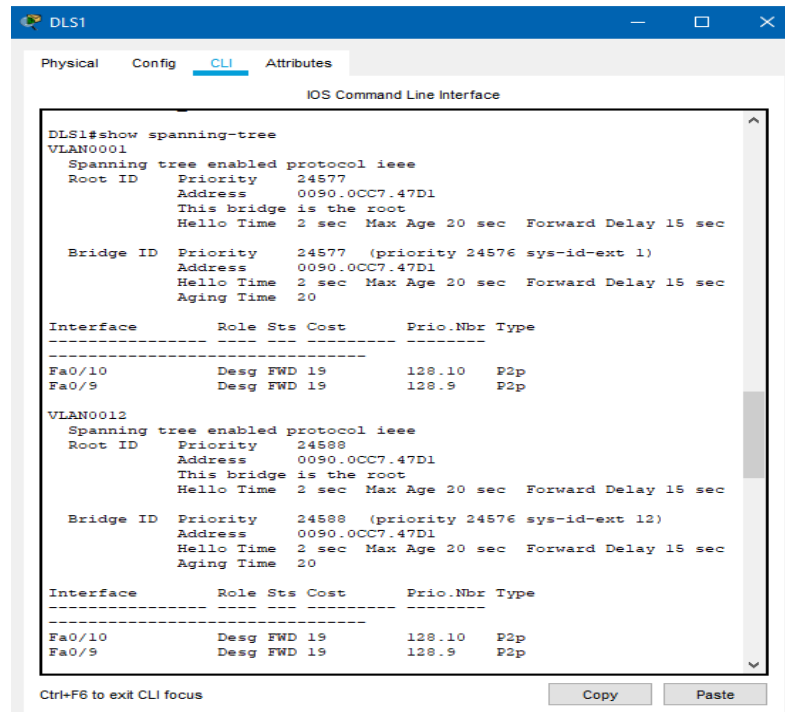 DLS1
Physical Config CLI Attributes
IOS Command Line Interface
DLS1#show spanning-tree
VLAN0001
  Spanning tree enabled protocol ieee
  Root ID    Priority    24577
             Address     0090.0CC7.47D1
             This bridge is the root
             Hello Time  2 sec  Max Age 20 sec  Forward Delay 15 sec

  Bridge ID  Priority    24577  (priority 24576 sys-id-ext 1)
             Address     0090.0CC7.47D1
             Hello Time  2 sec  Max Age 20 sec  Forward Delay 15 sec
             Aging Time  20

Interface        Role Sts Cost      Prio.Nbr Type
---------------- ---- --- --------- --------
--------------------------------
Fa0/10           Desg FWD 19        128.10   P2p
Fa0/9            Desg FWD 19        128.9    P2p

VLAN0012
  Spanning tree enabled protocol ieee
  Root ID    Priority    24588
             Address     0090.0CC7.47D1
             This bridge is the root
             Hello Time  2 sec  Max Age 20 sec  Forward Delay 15 sec

  Bridge ID  Priority    24588  (priority 24576 sys-id-ext 12)
             Address     0090.0CC7.47D1
             Hello Time  2 sec  Max Age 20 sec  Forward Delay 15 sec
             Aging Time  20

Interface        Role Sts Cost      Prio.Nbr Type
---------------- ---- --- --------- --------
--------------------------------
Fa0/10           Desg FWD 19        128.10   P2p
Fa0/9            Desg FWD 19        128.9    P2p
Ctrl+F6 to exit CLI focus Copy Paste